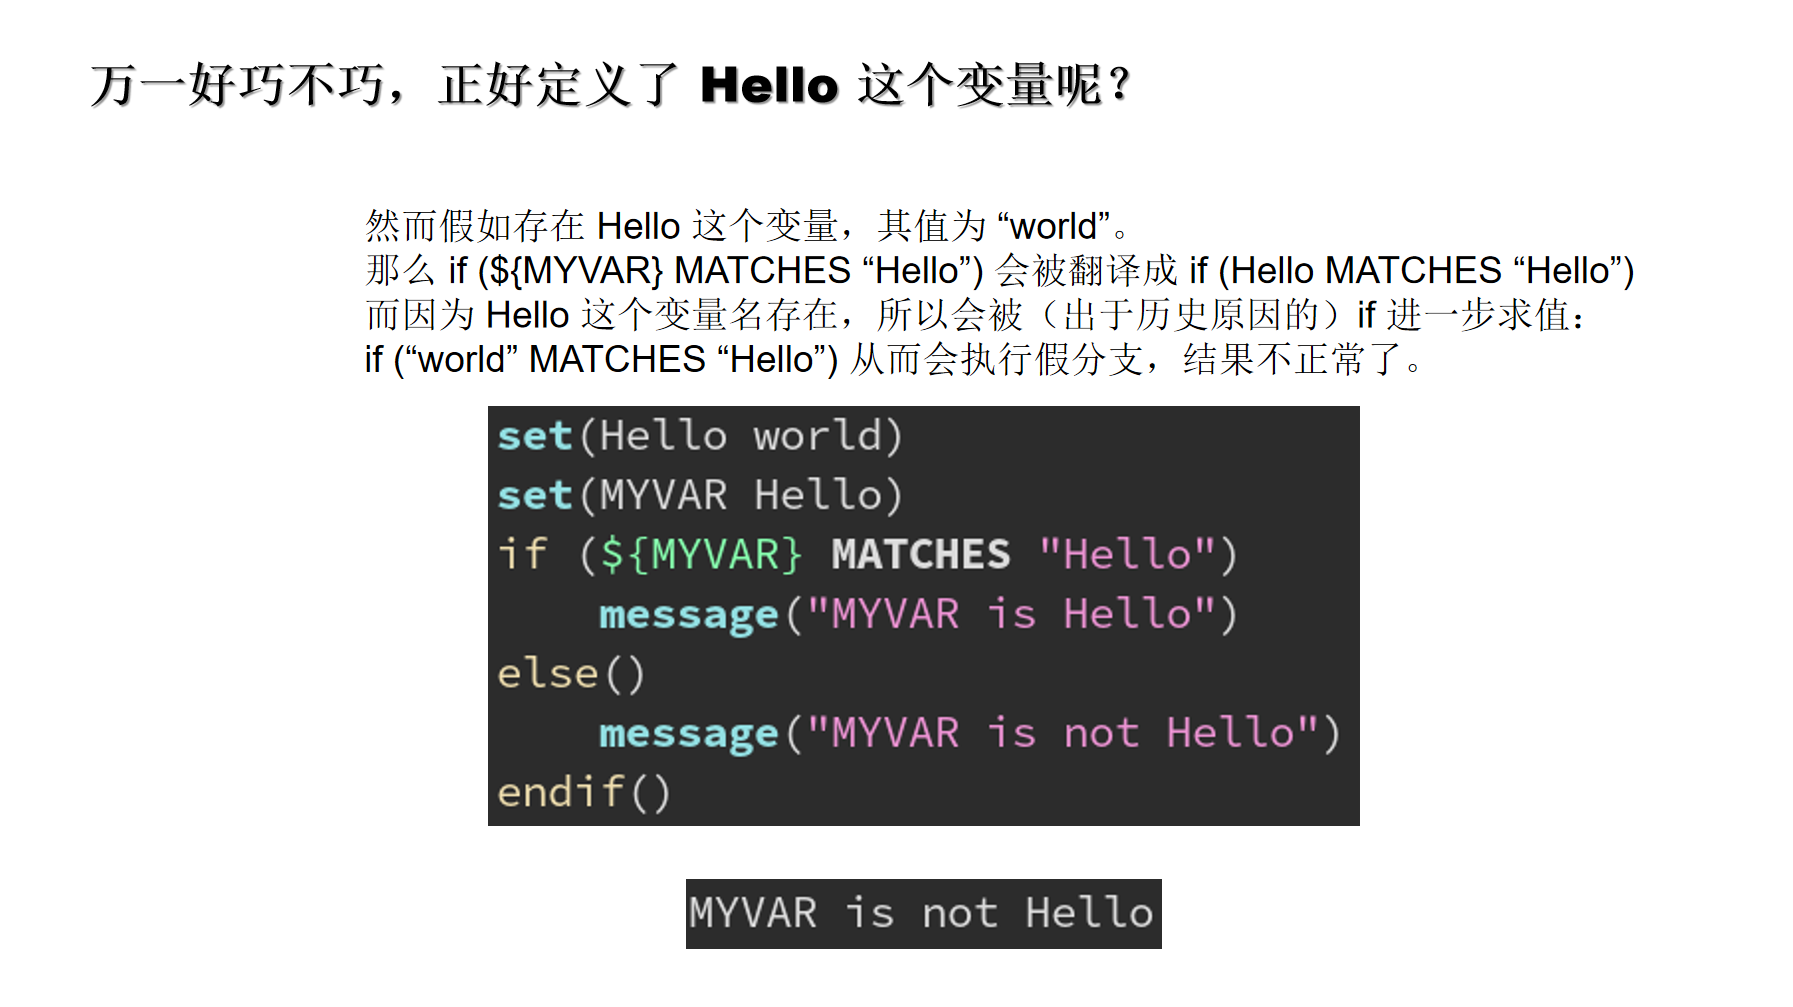 万一好巧不巧，正好定义了 Hello 这个变量呢？
然而假如存在 Hello 这个变量，其值为 “world”。
那么 if (${MYVAR} MATCHES “Hello”) 会被翻译成 if (Hello MATCHES “Hello”)
而因为 Hello 这个变量名存在，所以会被（出于历史原因的）if 进一步求值：
if (“world” MATCHES “Hello”) 从而会执行假分支，结果不正常了。
set(Hello world)
set(MYVAR Hello)
if (${MYVAR} MATCHES "Hello")
    message("MYVAR is Hello")
else()
    message("MYVAR is not Hello")
endif()
MYVAR is not Hello